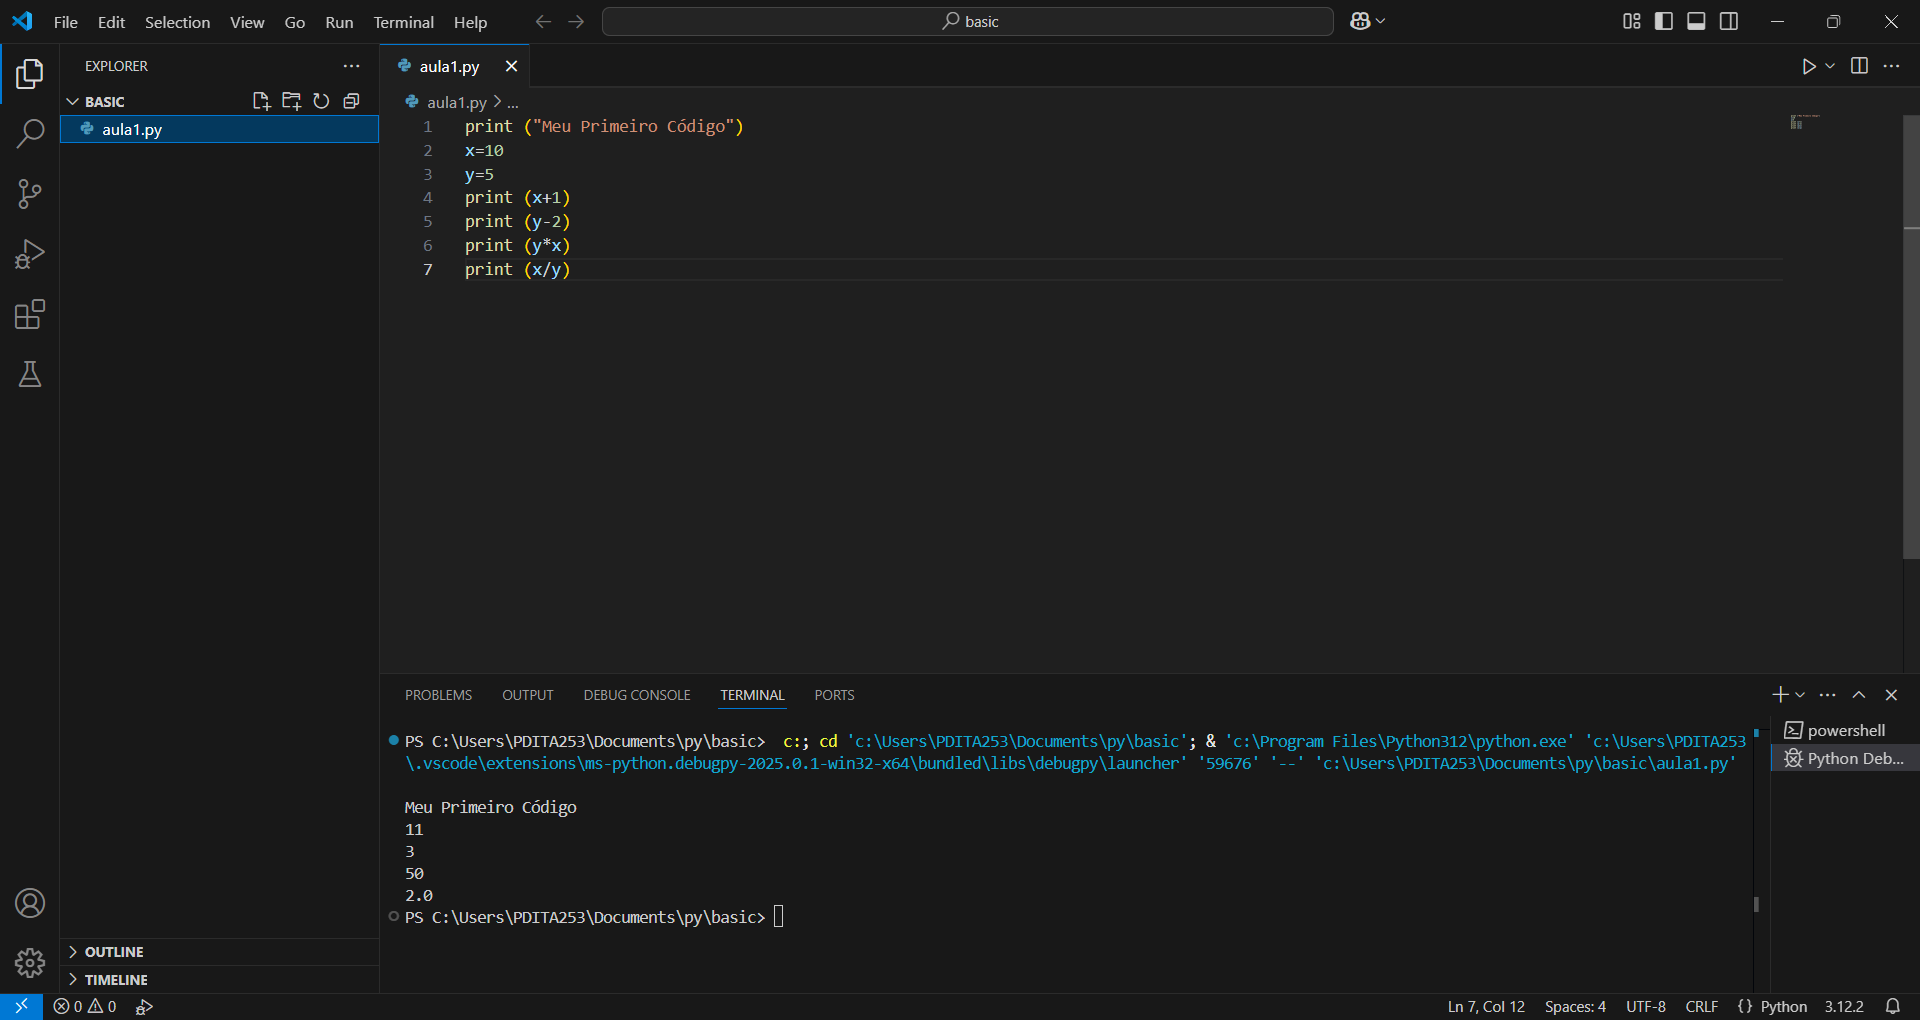 File Edit Selection View Go Run Terminal Help
basic
EXPLORER
BASIC
aula1.py
OUTLINE
TIMELINE
aula1.py
aula1.py > ...
1 print ("Meu Primeiro Código")
2 x=10
3 y=5
4 print (x+1)
5 print (y-2)
6 print (y*x)
7 print (x/y)
PROBLEMS OUTPUT DEBUG CONSOLE TERMINAL PORTS
PS C:\Users\PDITA253\Documents\py\basic>  c:; cd 'c:\Users\PDITA253\Documents\py\basic'; & 'c:\Program Files\Python312\python.exe' 'c:\Users\PDITA253
\.vscode\extensions\ms-python.debugpy-2025.0.1-win32-x64\bundled\libs\debugpy\launcher' '59676' '--' 'c:\Users\PDITA253\Documents\py\basic\aula1.py'
Meu Primeiro Código
11
3
50
2.0
PS C:\Users\PDITA253\Documents\py\basic>
powershell
Python Deb...
0 0
Ln 7, Col 12 Spaces: 4 UTF-8 CRLF {} Python 3.12.2